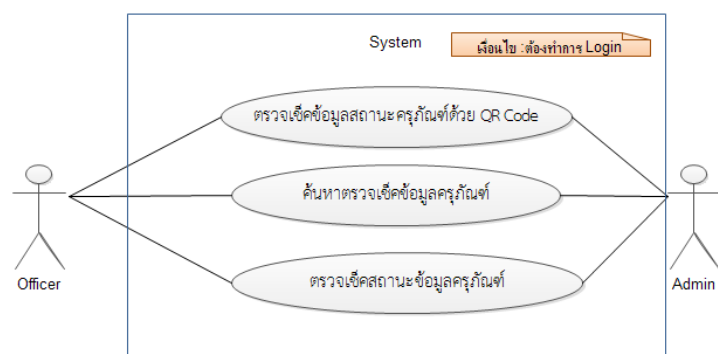 System
เงื่อนไข :ต้องทำการ Login
ตรวจเช็คข้อมูลสถานะครุภัณฑ์ด้วย QR Code
ค้นหาตรวจเช็คข้อมูลครุภัณฑ์
ตรวจเช็คสถานะข้อมูลครุภัณฑ์
Officer
Admin